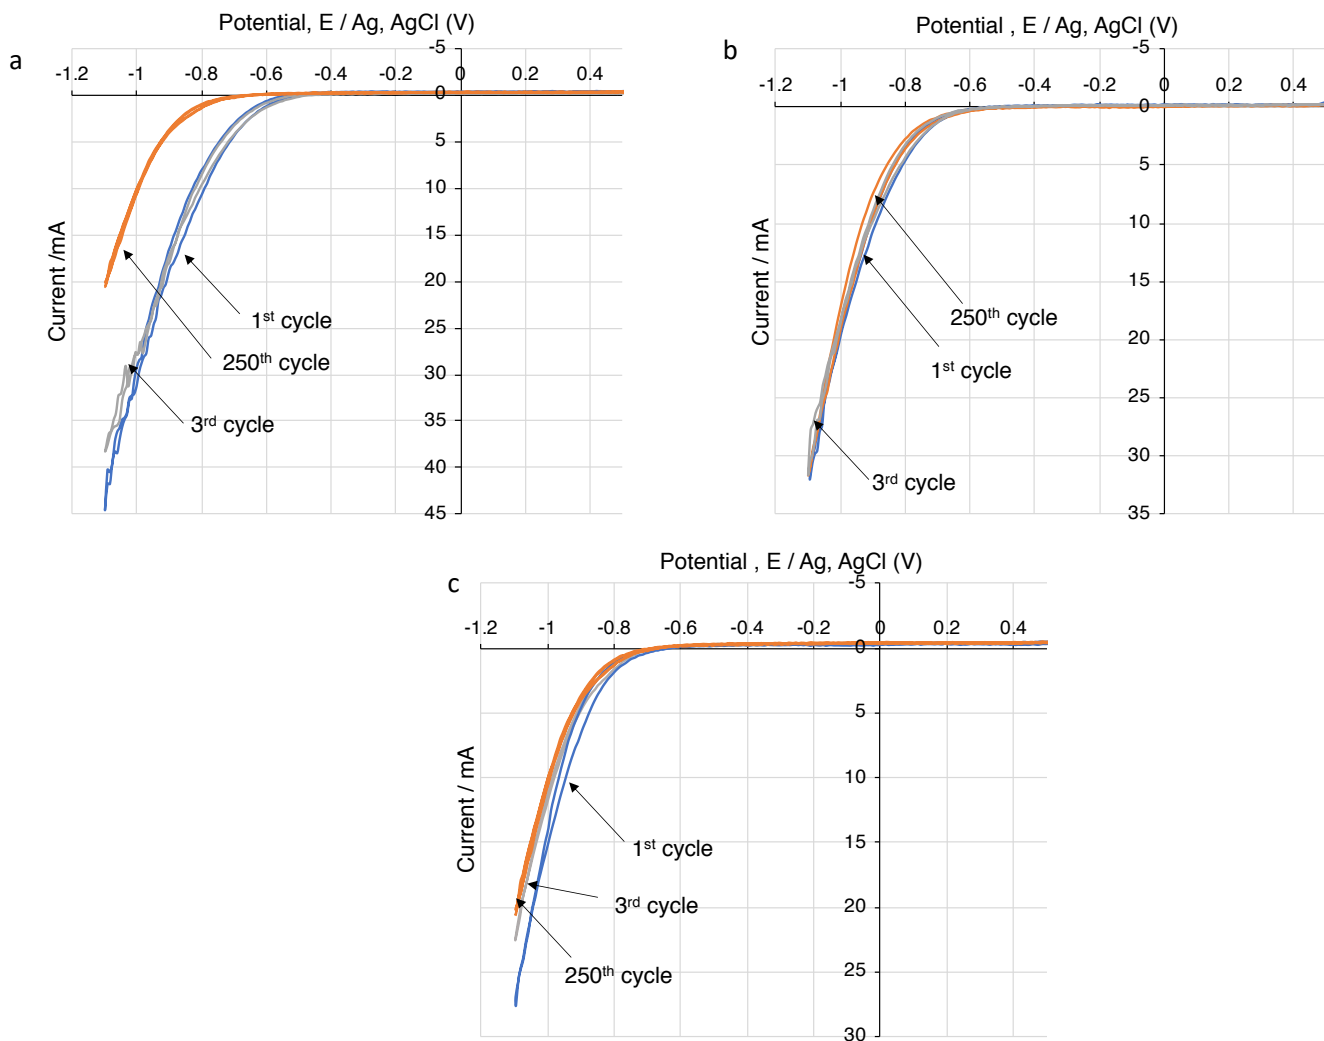 Potential, E / Ag, AgCl (V)
a
-5
-1.2 -1 -0.8 -0.6 -0.4 -0.2 0 0.2 0.4
0
5
10
15
20
25
30
35
40
45
Current /mA
1st cycle
250th cycle
3rd cycle
Potential , E / Ag, AgCl (V)
b
-5
-1.2 -1 -0.8 -0.6 -0.4 -0.2 0 0.2 0.4
0
5
10
15
20
25
30
35
Current / mA
250th cycle
1st cycle
3rd cycle
Potential , E / Ag, AgCl (V)
c
-5
-1.2 -1 -0.8 -0.6 -0.4 -0.2 0 0.2 0.4
0
5
10
15
20
25
30
Current / mA
1st cycle
3rd cycle
250th cycle